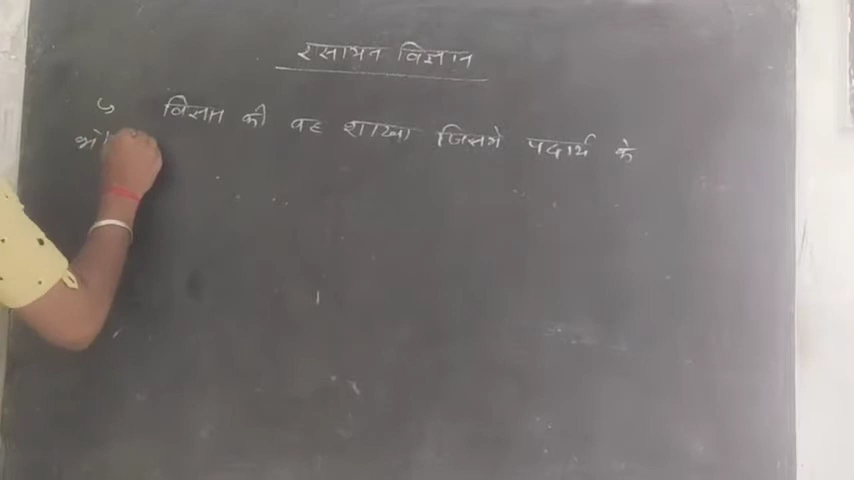 रसायन विज्ञान
विज्ञान की वह शाखा जिसमे पदार्थ के